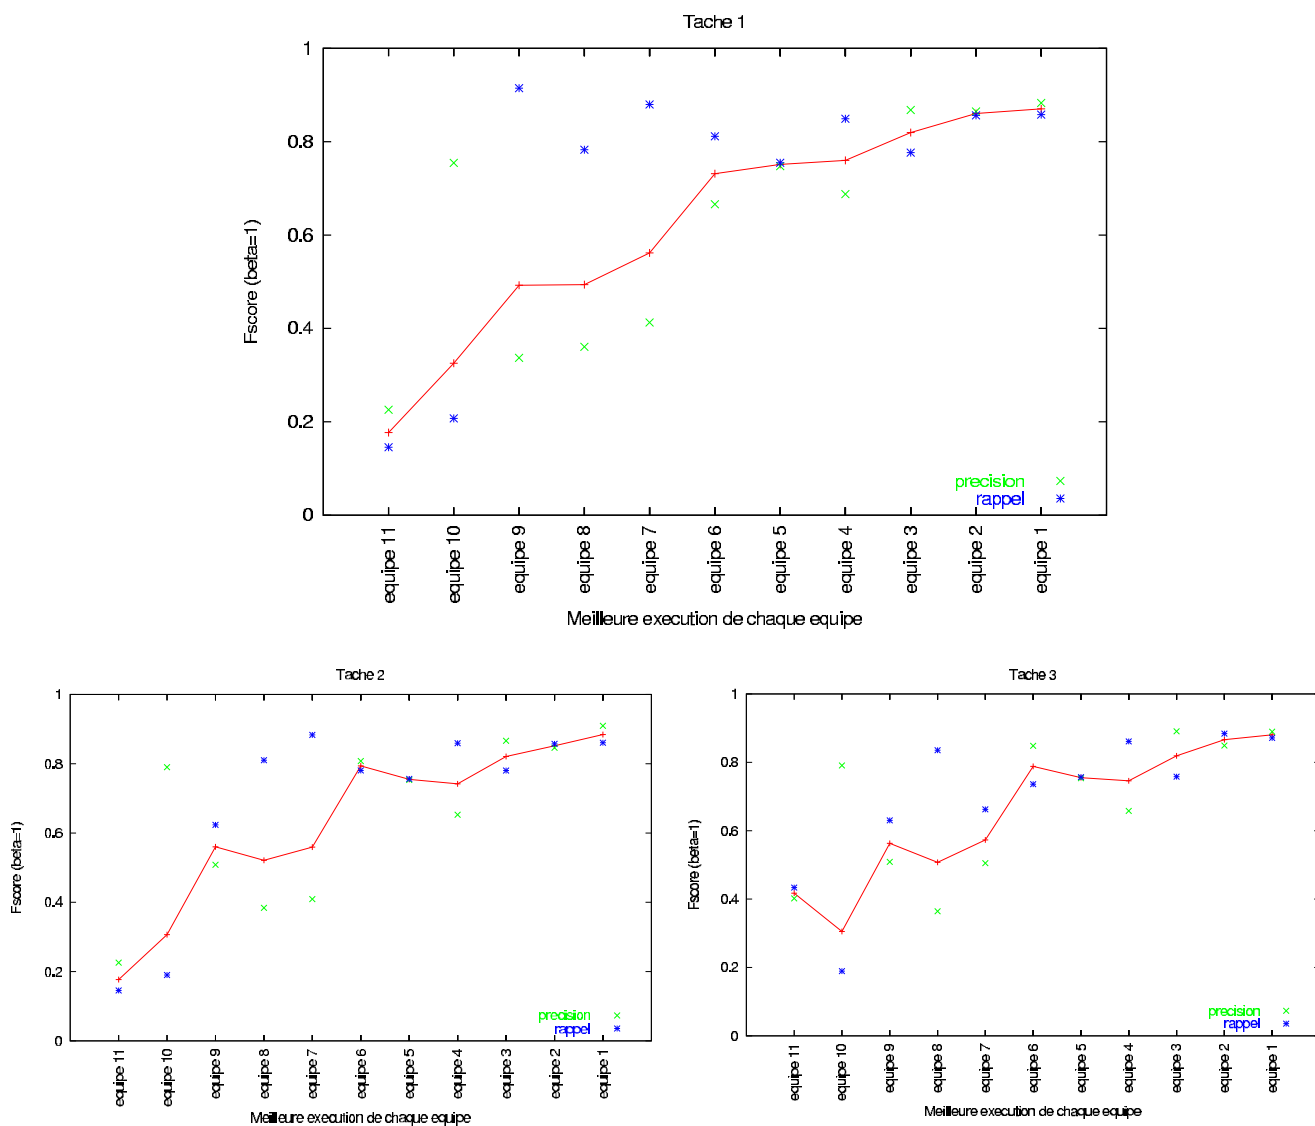 Tache 1
1
0.8
0.6
0.4
0.2
0
Fscore (beta=1)
precision
rappel
equipe 11
equipe 10
equipe 9
equipe 8
equipe 7
equipe 6
equipe 5
equipe 4
equipe 3
equipe 2
equipe 1
Meilleure execution de chaque equipe
Tache 2
1
0.8
0.6
0.4
0.2
0
Fscore (beta=1)
precision
rappel
equipe 11
equipe 10
equipe 9
equipe 8
equipe 7
equipe 6
equipe 5
equipe 4
equipe 3
equipe 2
equipe 1
Meilleure execution de chaque equipe
Tache 3
1
0.8
0.6
0.4
0.2
0
Fscore (beta=1)
precision
rappel
equipe 11
equipe 10
equipe 9
equipe 8
equipe 7
equipe 6
equipe 5
equipe 4
equipe 3
equipe 2
equipe 1
Meilleure execution de chaque equipe